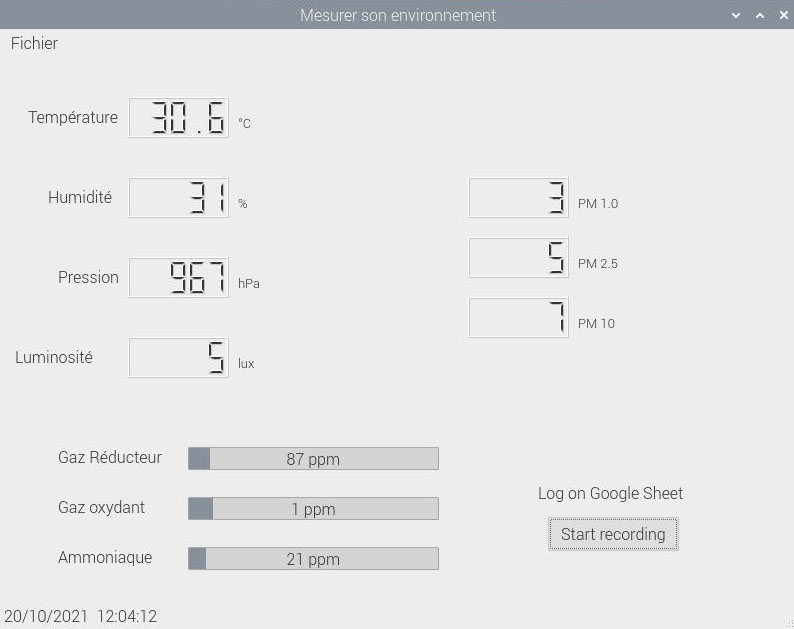 Mesurer son environnement
Fichier
Température 30.6 °C
Humidité 31 %
3 PM 1.0
5 PM 2.5
Pression 967 hPa
7 PM 10
Luminosité 5 lux
Gaz Réducteur 87 ppm
Gaz oxydant 1 ppm
Ammoniaque 21 ppm
Log on Google Sheet
Start recording
20/10/2021 12:04:12